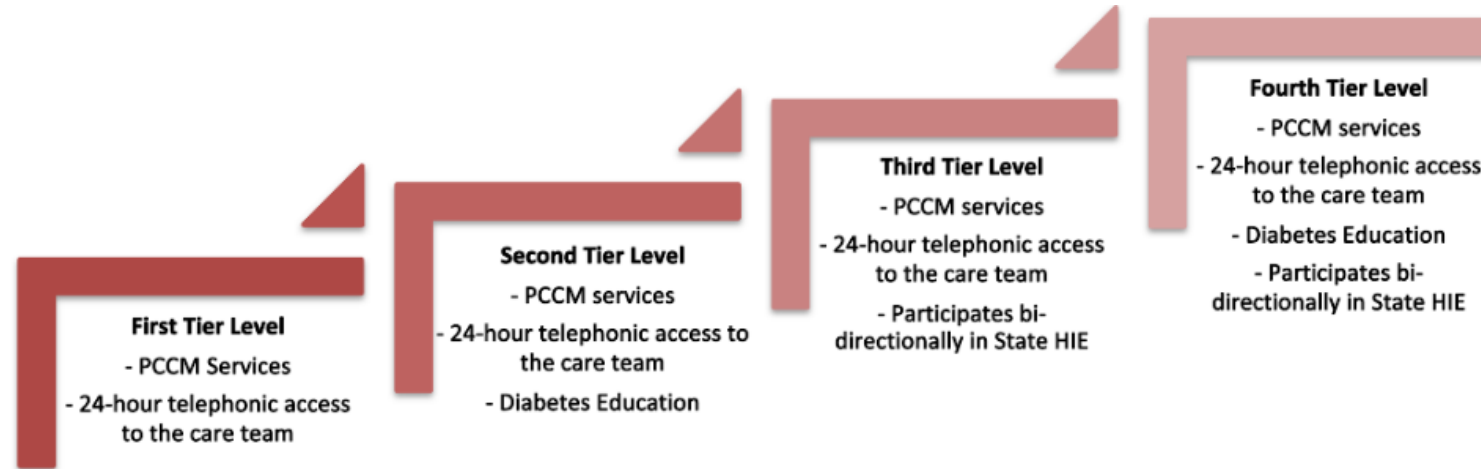 First Tier Level
- PCCM Services
- 24-hour telephonic access
to the care team
Second Tier Level
- PCCM services
- 24-hour telephonic access to
the care team
- Diabetes Education
Third Tier Level
- PCCM services
- 24-hour telephonic access
to the care team
- Participates bi-
directionally in State HIE
Fourth Tier Level
- PCCM services
- 24-hour telephonic access
to the care team
- Diabetes Education
- Participates bi-
directionally in State HIE